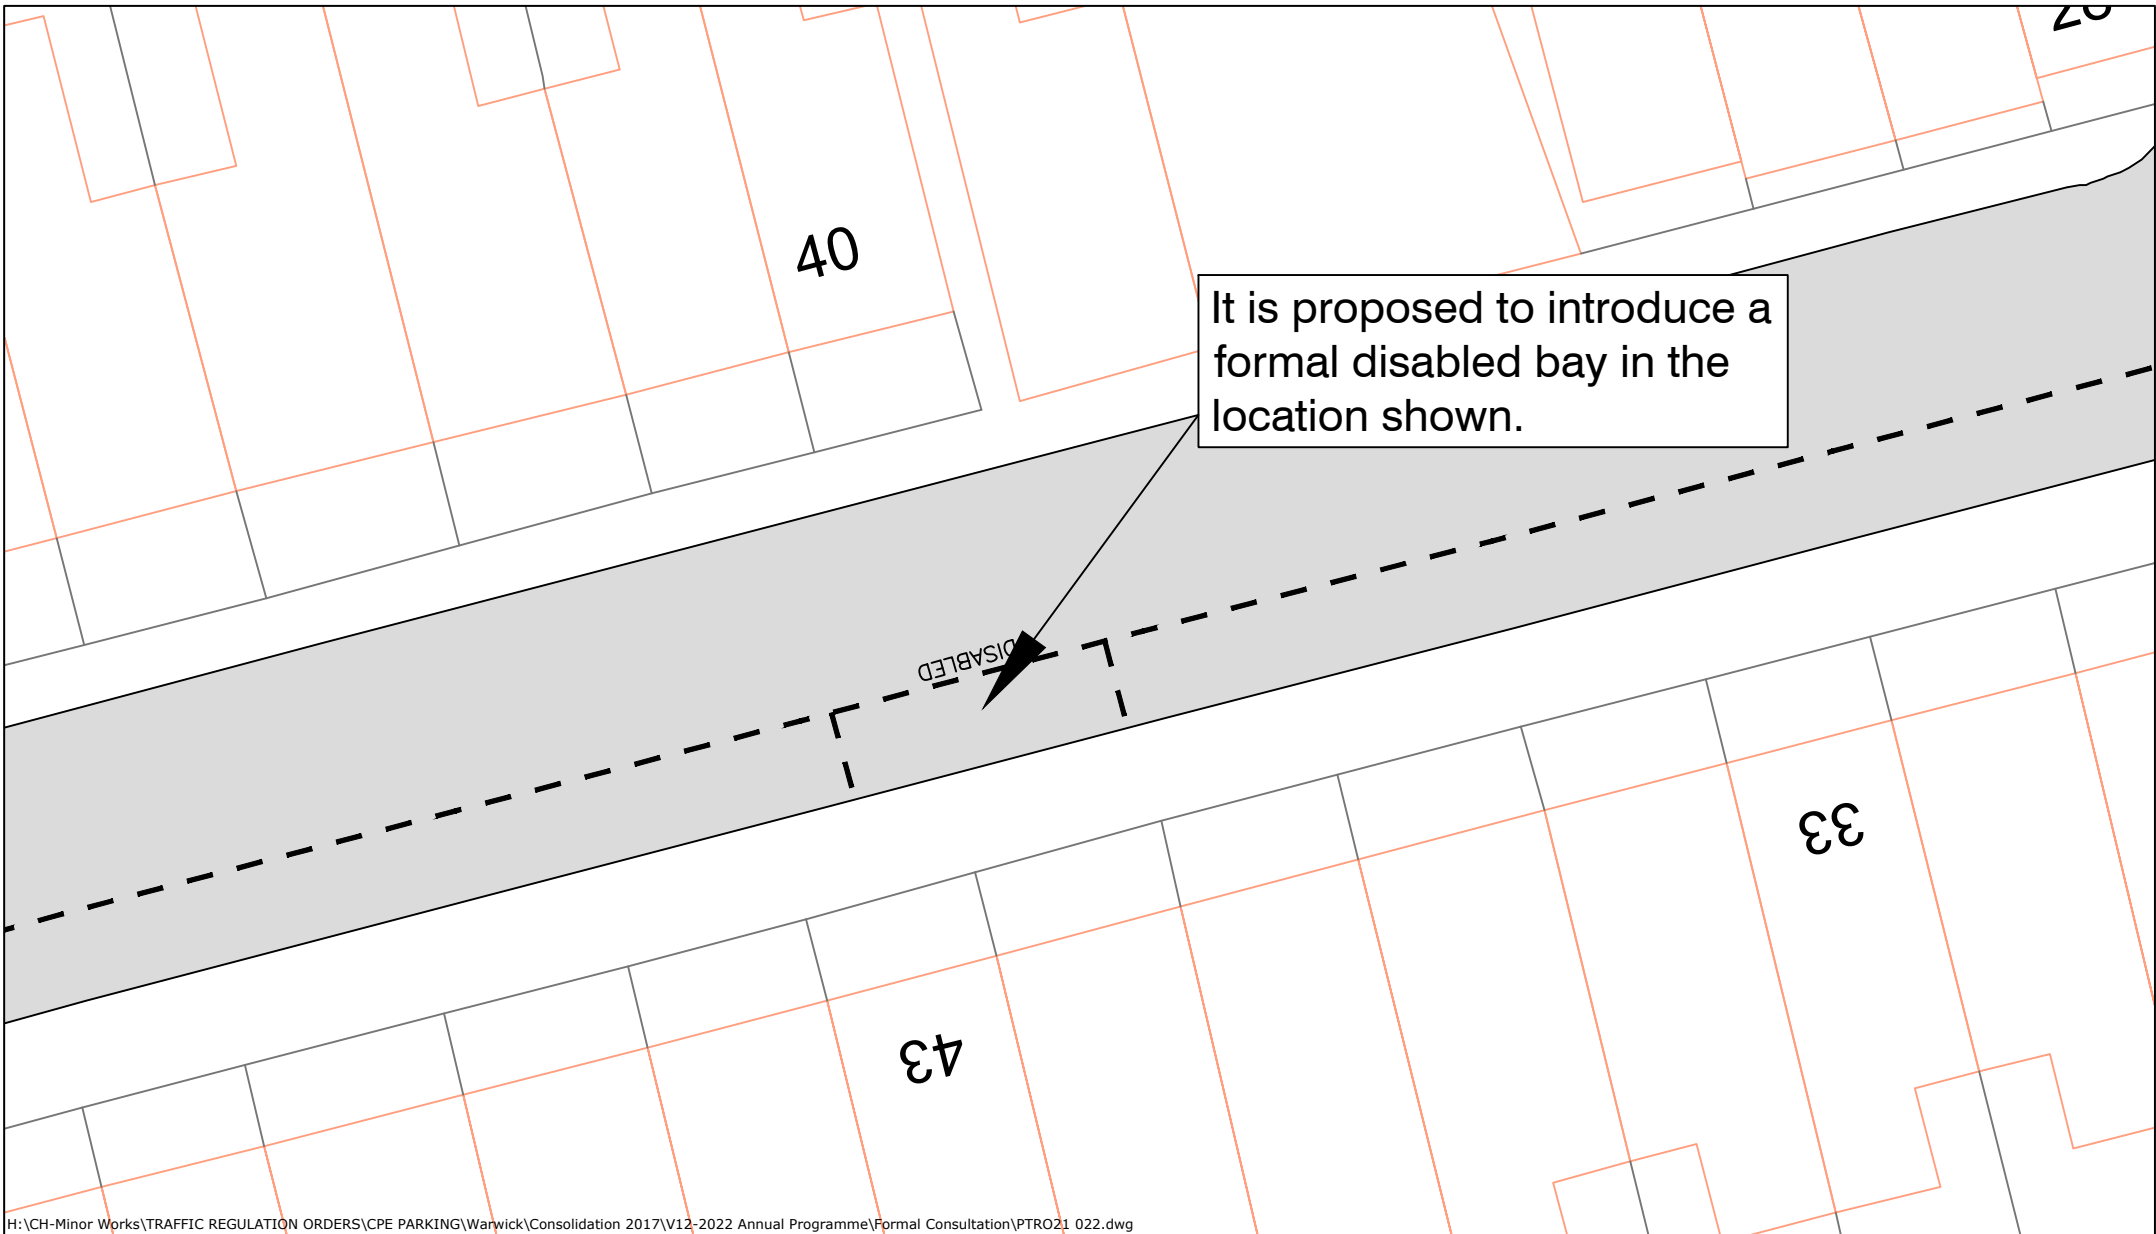 40
It is proposed to introduce a
formal disabled bay in the
location shown.
DISABLED
33
43
H:\CH-Minor Works\TRAFFIC REGULATION ORDERS\CPE PARKING\Warwick\Consolidation 2017\V12-2022 Annual Programme\Formal Consultation\PTRO21 022.dwg